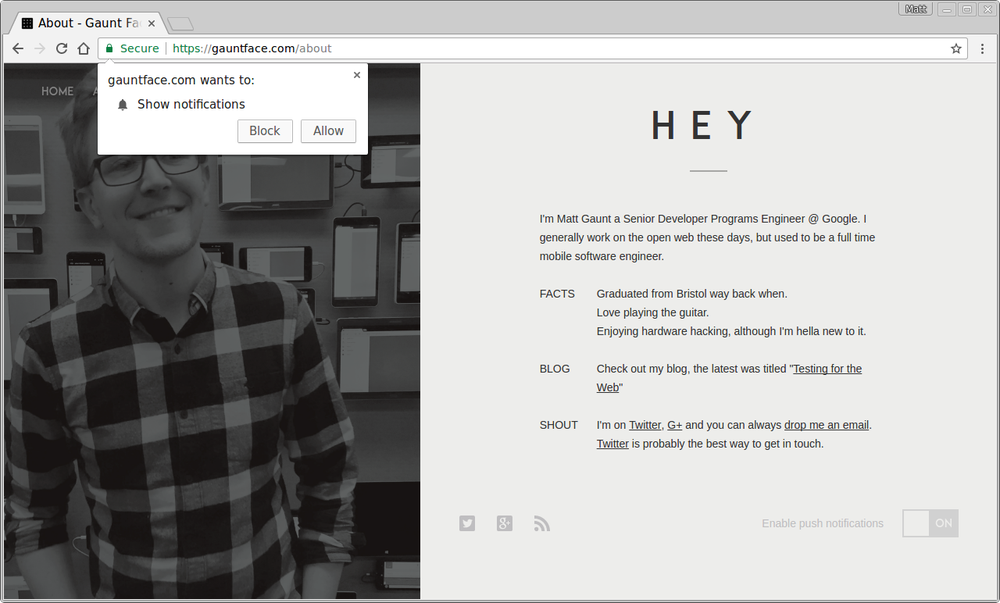 Matt
About - Gaunt Fa
Secure
https://gauntface.com/about
gauntface.com wants to:
Show notifications
Block
Allow
HOME
HEY
I'm Matt Gaunt a Senior Developer Programs Engineer @ Google. I
generally work on the open web these days, but used to be a full time
mobile software engineer.
FACTS
Graduated from Bristol way back when.
Love playing the guitar.
Enjoying hardware hacking, although I'm hella new to it.
BLOG
Check out my blog, the latest was titled "Testing for the
Web"
SHOUT
I'm on Twitter, G+ and you can always drop me an email.
Twitter is probably the best way to get in touch.
Enable push notifications
ON